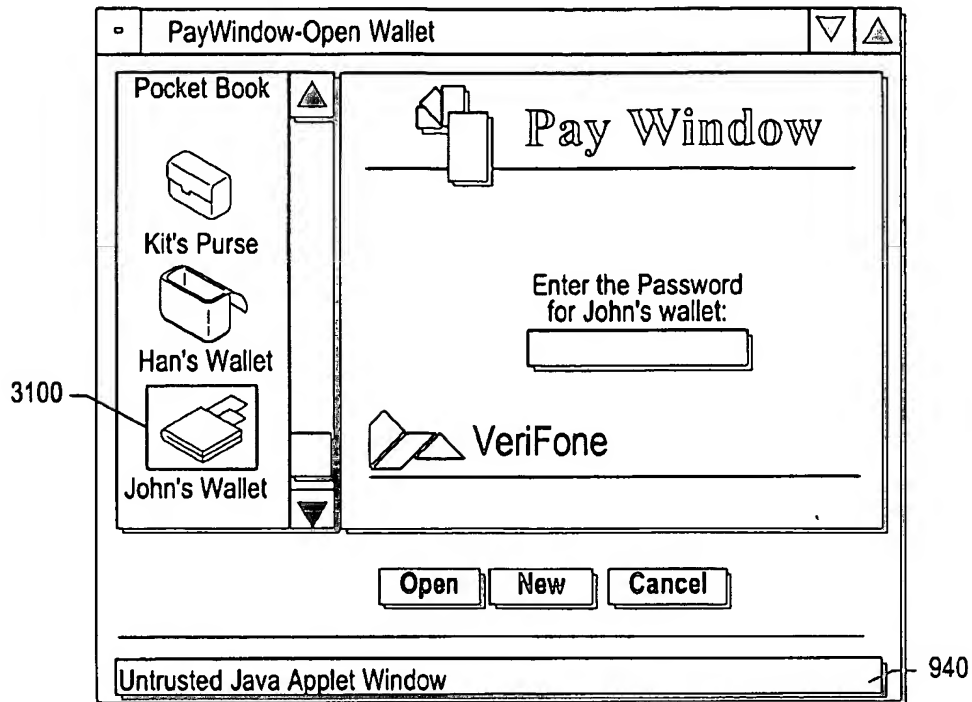 PayWindow-Open Wallet
Pocket Book
Kit's Purse
Han's Wallet
3100
John's Wallet
Pay Window
Enter the Password
for John's wallet:
VeriFone
Open New Cancel
Untrusted Java Applet Window
940